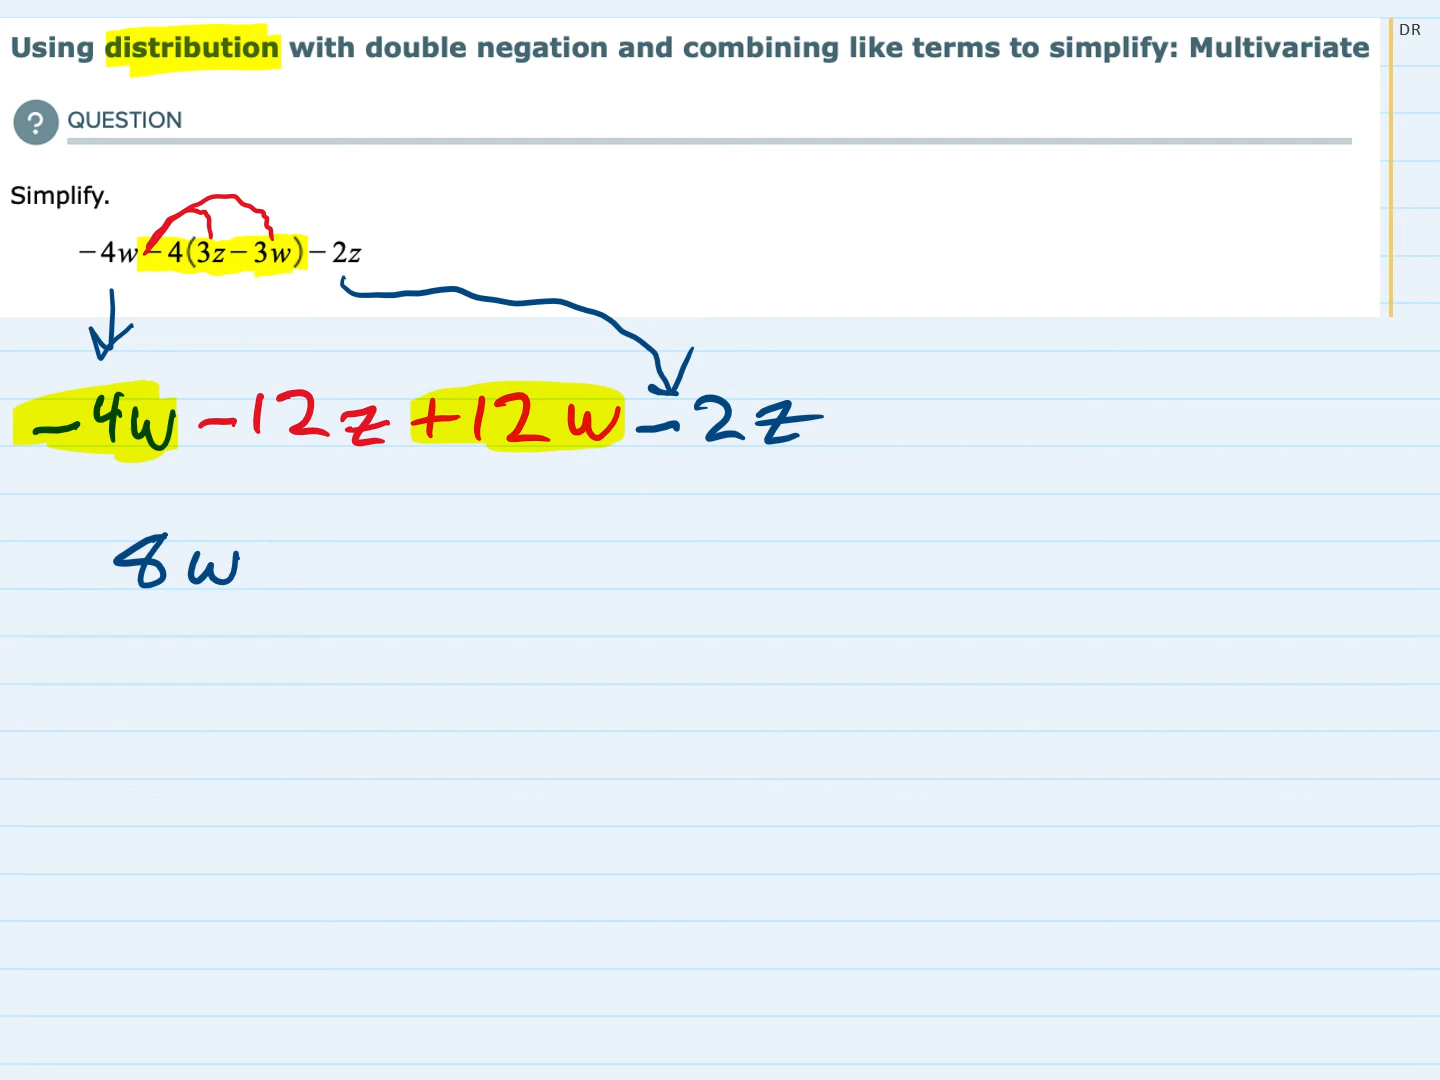 Using distribution with double negation and combining like terms to simplify: Multivariate
DR
? QUESTION
Simplify.
−4w−4(3z−3w)−2z
−4w −12z +12w −2z
8w